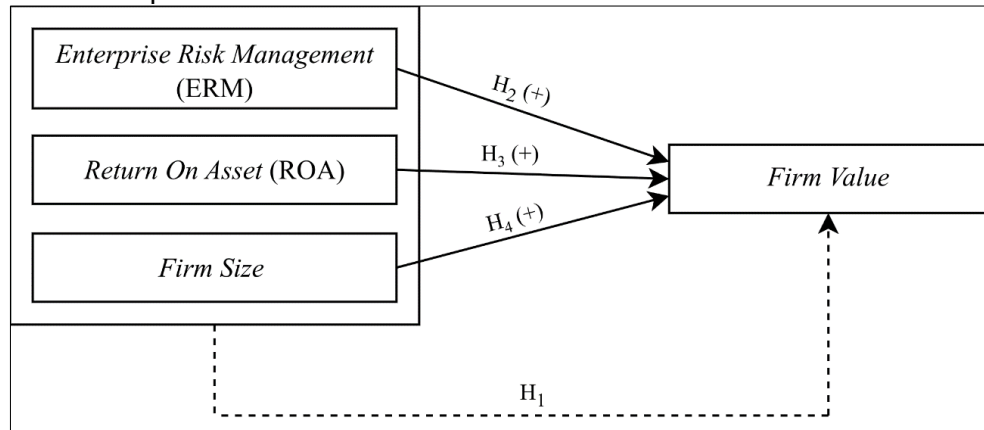 Enterprise Risk Management
(ERM)
H2 (+)
Return On Asset (ROA)
H3 (+)
Firm Value
H4 (+)
Firm Size
H1